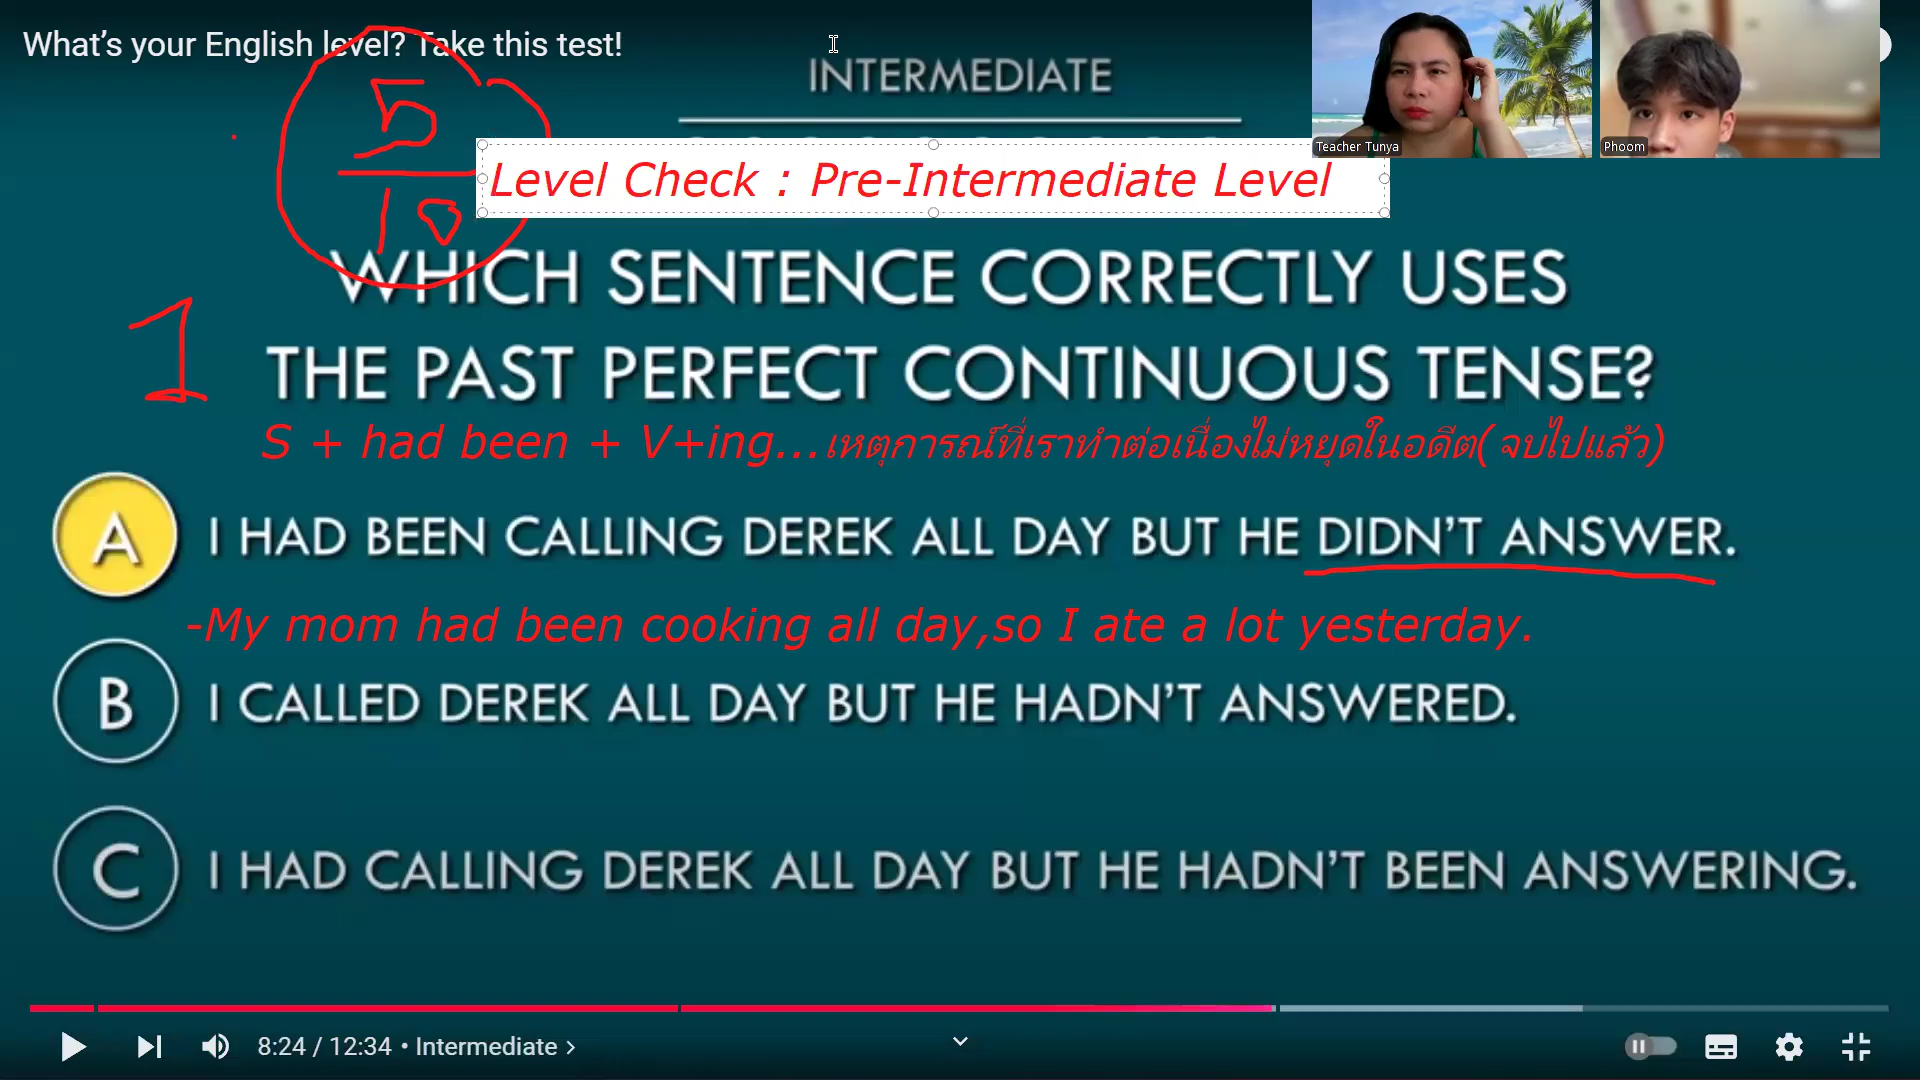 What's your English level? Take this test!
INTERMEDIATE
Teacher Tunya
Phoom
5
10
Level Check : Pre-Intermediate Level
WHICH SENTENCE CORRECTLY USES
THE PAST PERFECT CONTINUOUS TENSE?
1
S + had been + V+ing...เหตุการณ์ที่เราทำต่อเนื่องไม่หยุดในอดีต(จบไปแล้ว)
A I HAD BEEN CALLING DEREK ALL DAY BUT HE DIDN'T ANSWER.
-My mom had been cooking all day,so I ate a lot yesterday.
B I CALLED DEREK ALL DAY BUT HE HADN'T ANSWERED.
C I HAD CALLING DEREK ALL DAY BUT HE HADN'T BEEN ANSWERING.
8:24 / 12:34 • Intermediate >